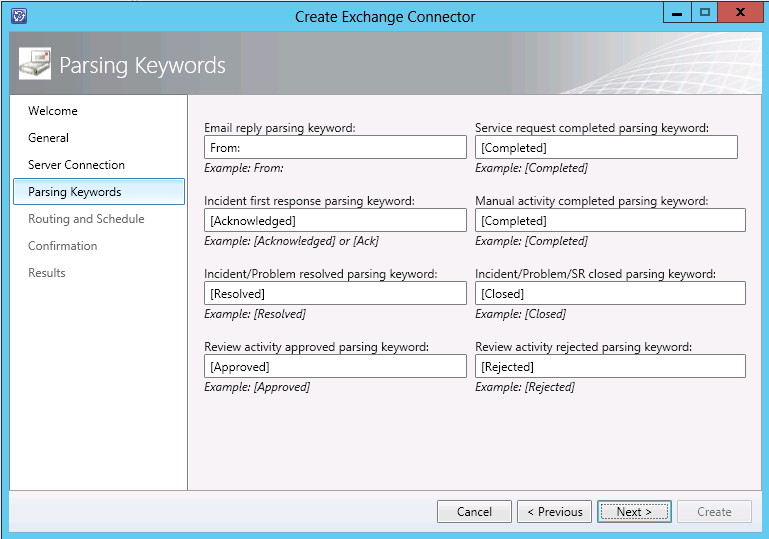 Create Exchange Connector
Parsing Keywords
Welcome
General
Server Connection
Parsing Keywords
Routing and Schedule
Confirmation
Results
Email reply parsing keyword:
From:
Example: From:
Service request completed parsing keyword:
[Completed]
Example: [Completed]
Incident first response parsing keyword:
[Acknowledged]
Example: [Acknowledged] or [Ack]
Manual activity completed parsing keyword:
[Completed]
Example: [Completed]
Incident/Problem resolved parsing keyword:
[Resolved]
Example: [Resolved]
Incident/Problem/SR closed parsing keyword:
[Closed]
Example: [Closed]
Review activity approved parsing keyword:
[Approved]
Example: [Approved]
Review activity rejected parsing keyword:
[Rejected]
Example: [Rejected]
Cancel
< Previous
Next >
Create